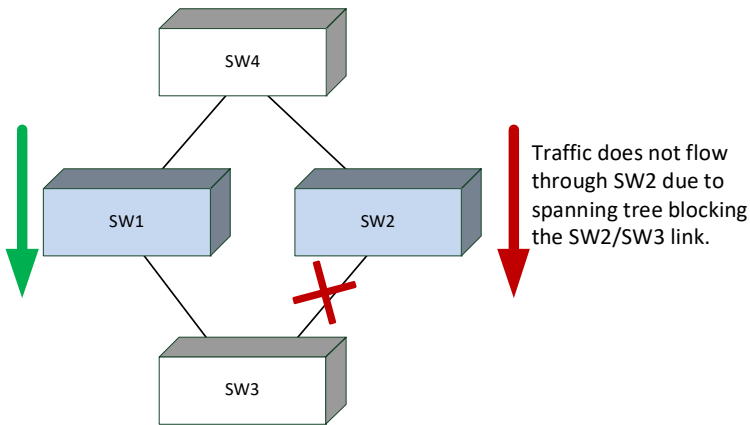 SW4
SW1
SW2
Traffic does not flow
through SW2 due to
spanning tree blocking
the SW2/SW3 link.
SW3